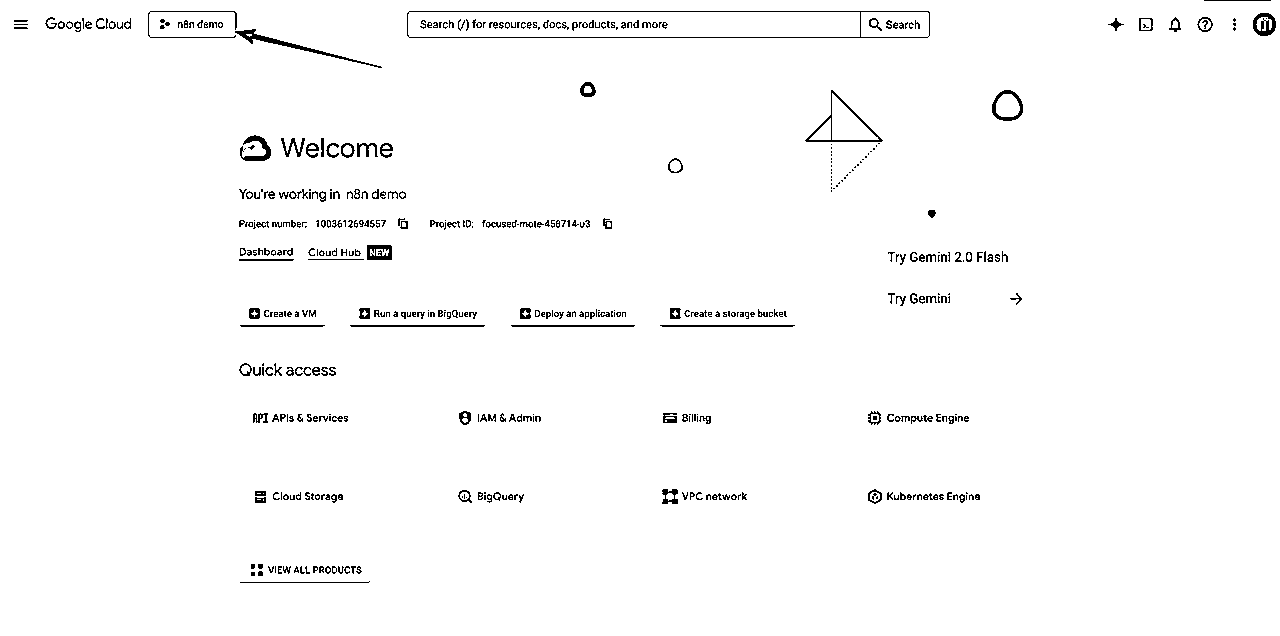 Google Cloud
n8n demo
Search (/) for resources, docs, products, and more
Search
Welcome
You're working in n8n demo
Project number: 1003612694557 Project ID: focused-mote-458714-u3
Dashboard Cloud Hub NEW
Try Gemini 2.0 Flash
Try Gemini
Create a VM
Run a query in BigQuery
Deploy an application
Create a storage bucket
Quick access
API APIs & Services
IAM & Admin
Billing
Compute Engine
Cloud Storage
BigQuery
VPC network
Kubernetes Engine
VIEW ALL PRODUCTS